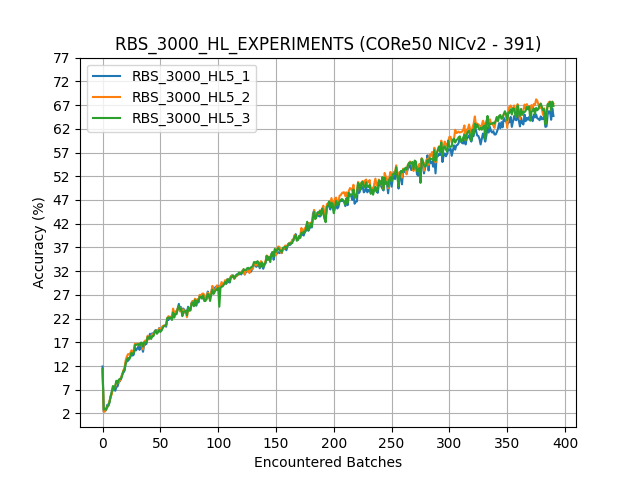 RBS_3000_HL_EXPERIMENTS (CORe50 NICv2 - 391)
77
72
67
62
57
52
47
42
37
32
27
22
17
12
7
2
Accuracy (%)
RBS_3000_HL5_1
RBS_3000_HL5_2
RBS_3000_HL5_3
0 50 100 150 200 250 300 350 400
Encountered Batches